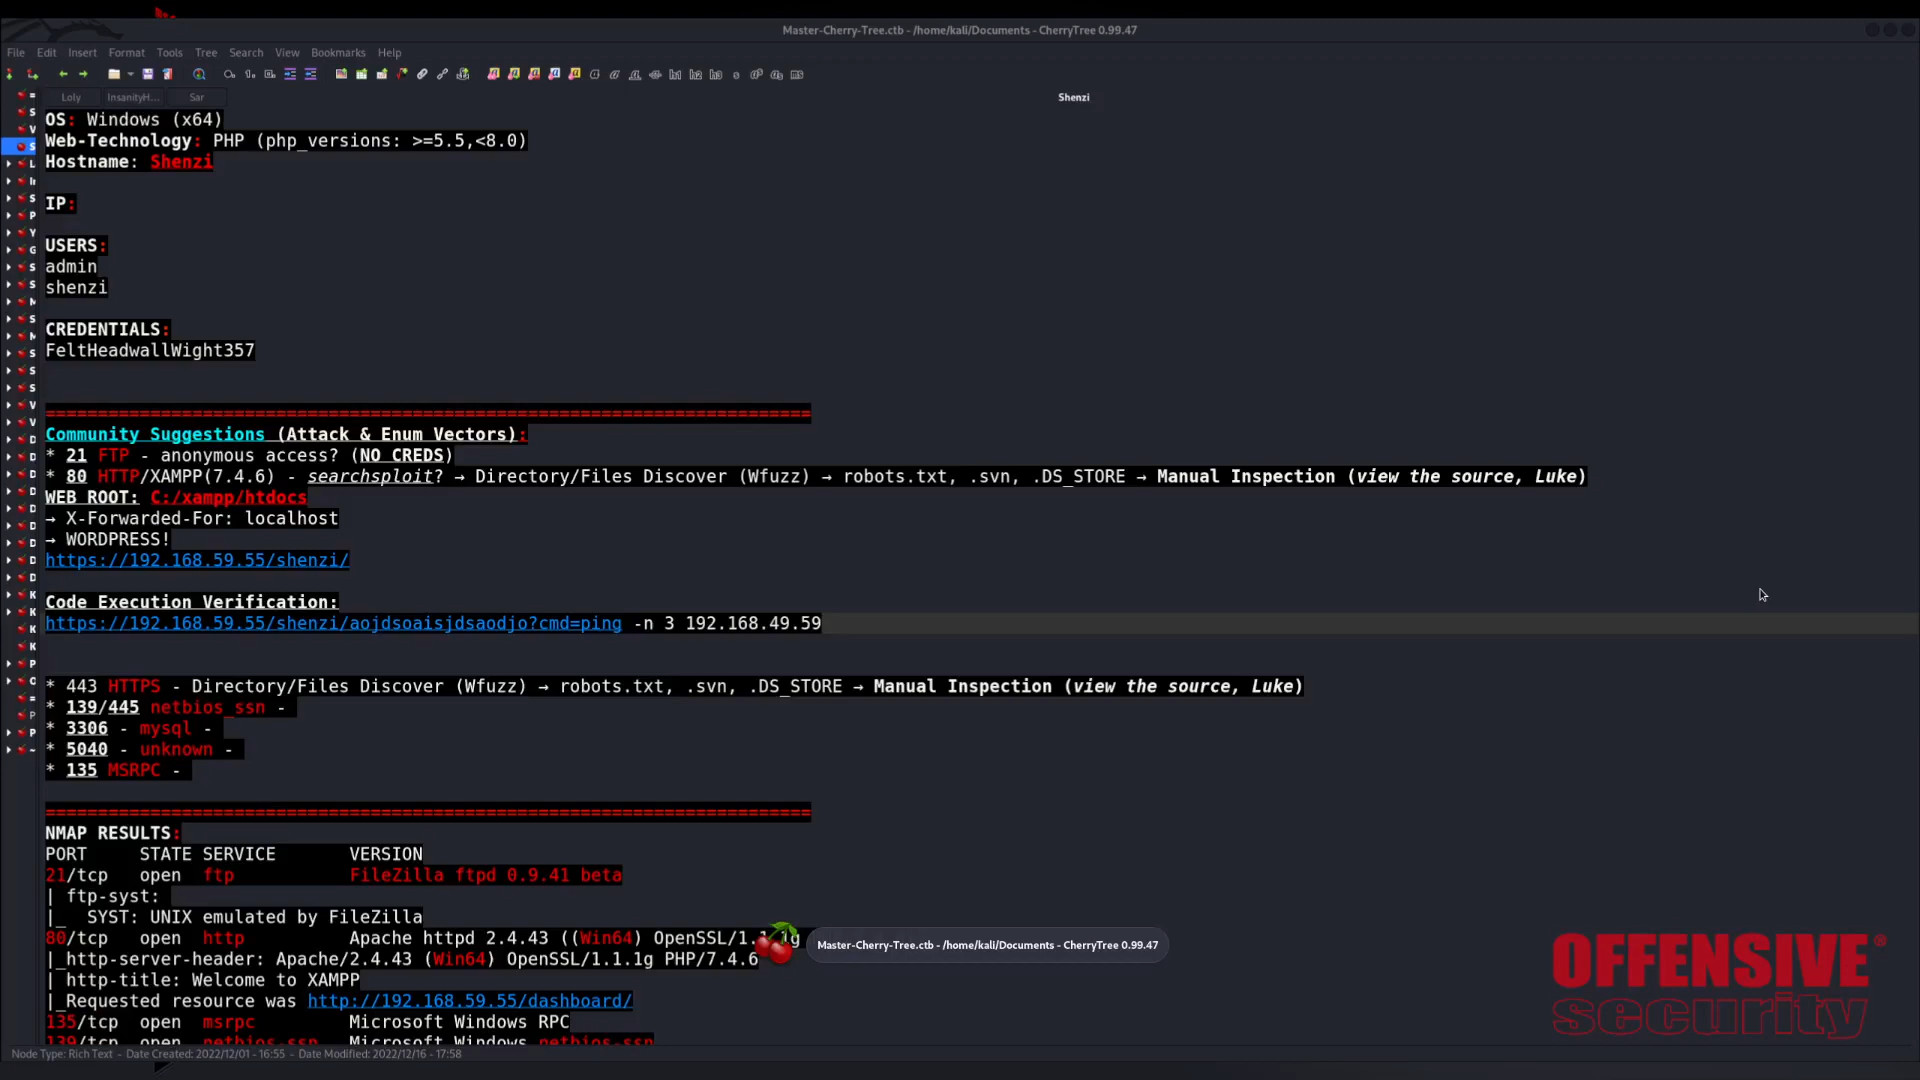 Master-Cherry-Tree.ctb - /home/kali/Documents - CherryTree 0.99.47
File Edit Insert Format Tools Tree Search View Bookmarks Help
Loly InsanityH... Sar Shenzi
OS: Windows (x64)
Web-Technology: PHP (php_versions: >=5.5,<8.0)
Hostname: Shenzi
IP:
USERS:
admin
shenzi
CREDENTIALS:
FeltHeadwallWight357
=========================================================================
Community Suggestions (Attack & Enum Vectors):
* 21 FTP - anonymous access? (NO CREDS)
* 80 HTTP/XAMPP(7.4.6) - searchsploit? → Directory/Files Discover (Wfuzz) → robots.txt, .svn, .DS_STORE → Manual Inspection (view the source, Luke)
WEB ROOT: C:/xampp/htdocs
→ X-Forwarded-For: localhost
→ WORDPRESS!
https://192.168.59.55/shenzi/
Code Execution Verification:
https://192.168.59.55/shenzi/aojdsoaisjdsaodjo?cmd=ping -n 3 192.168.49.59
* 443 HTTPS - Directory/Files Discover (Wfuzz) → robots.txt, .svn, .DS_STORE → Manual Inspection (view the source, Luke)
* 139/445 netbios_ssn -
* 3306 - mysql -
* 5040 - unknown -
* 135 MSRPC -
=========================================================================
NMAP RESULTS:
PORT STATE SERVICE VERSION
21/tcp open ftp FileZilla ftpd 0.9.41 beta
| ftp-syst:
|_ SYST: UNIX emulated by FileZilla
80/tcp open http Apache httpd 2.4.43 ((Win64) OpenSSL/1.1.1g
Master-Cherry-Tree.ctb - /home/kali/Documents - CherryTree 0.99.47
|_http-server-header: Apache/2.4.43 (Win64) OpenSSL/1.1.1g PHP/7.4.6
| http-title: Welcome to XAMPP
|_Requested resource was http://192.168.59.55/dashboard/
135/tcp open msrpc Microsoft Windows RPC
139/tcp open netbios-ssn Microsoft Windows netbios-ssn
OFFENSIVE®
security
Node Type: Rich Text - Date Created: 2022/12/01 - 16:55 - Date Modified: 2022/12/16 - 17:58